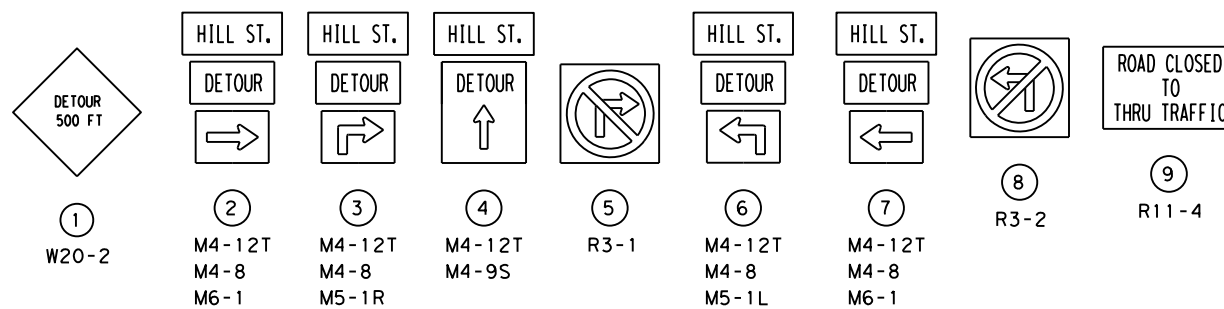 DETOUR
500 FT
1
W20-2
HILL ST.
DETOUR
2
M4-12T
M4-8
M6-1
HILL ST.
DETOUR
3
M4-12T
M4-8
M5-1R
HILL ST.
DETOUR
4
M4-12T
M4-9S
5
R3-1
HILL ST.
DETOUR
6
M4-12T
M4-8
M5-1L
HILL ST.
DETOUR
7
M4-12T
M4-8
M6-1
8
R3-2
ROAD CLOSED
TO
THRU TRAFFIC
9
R11-4